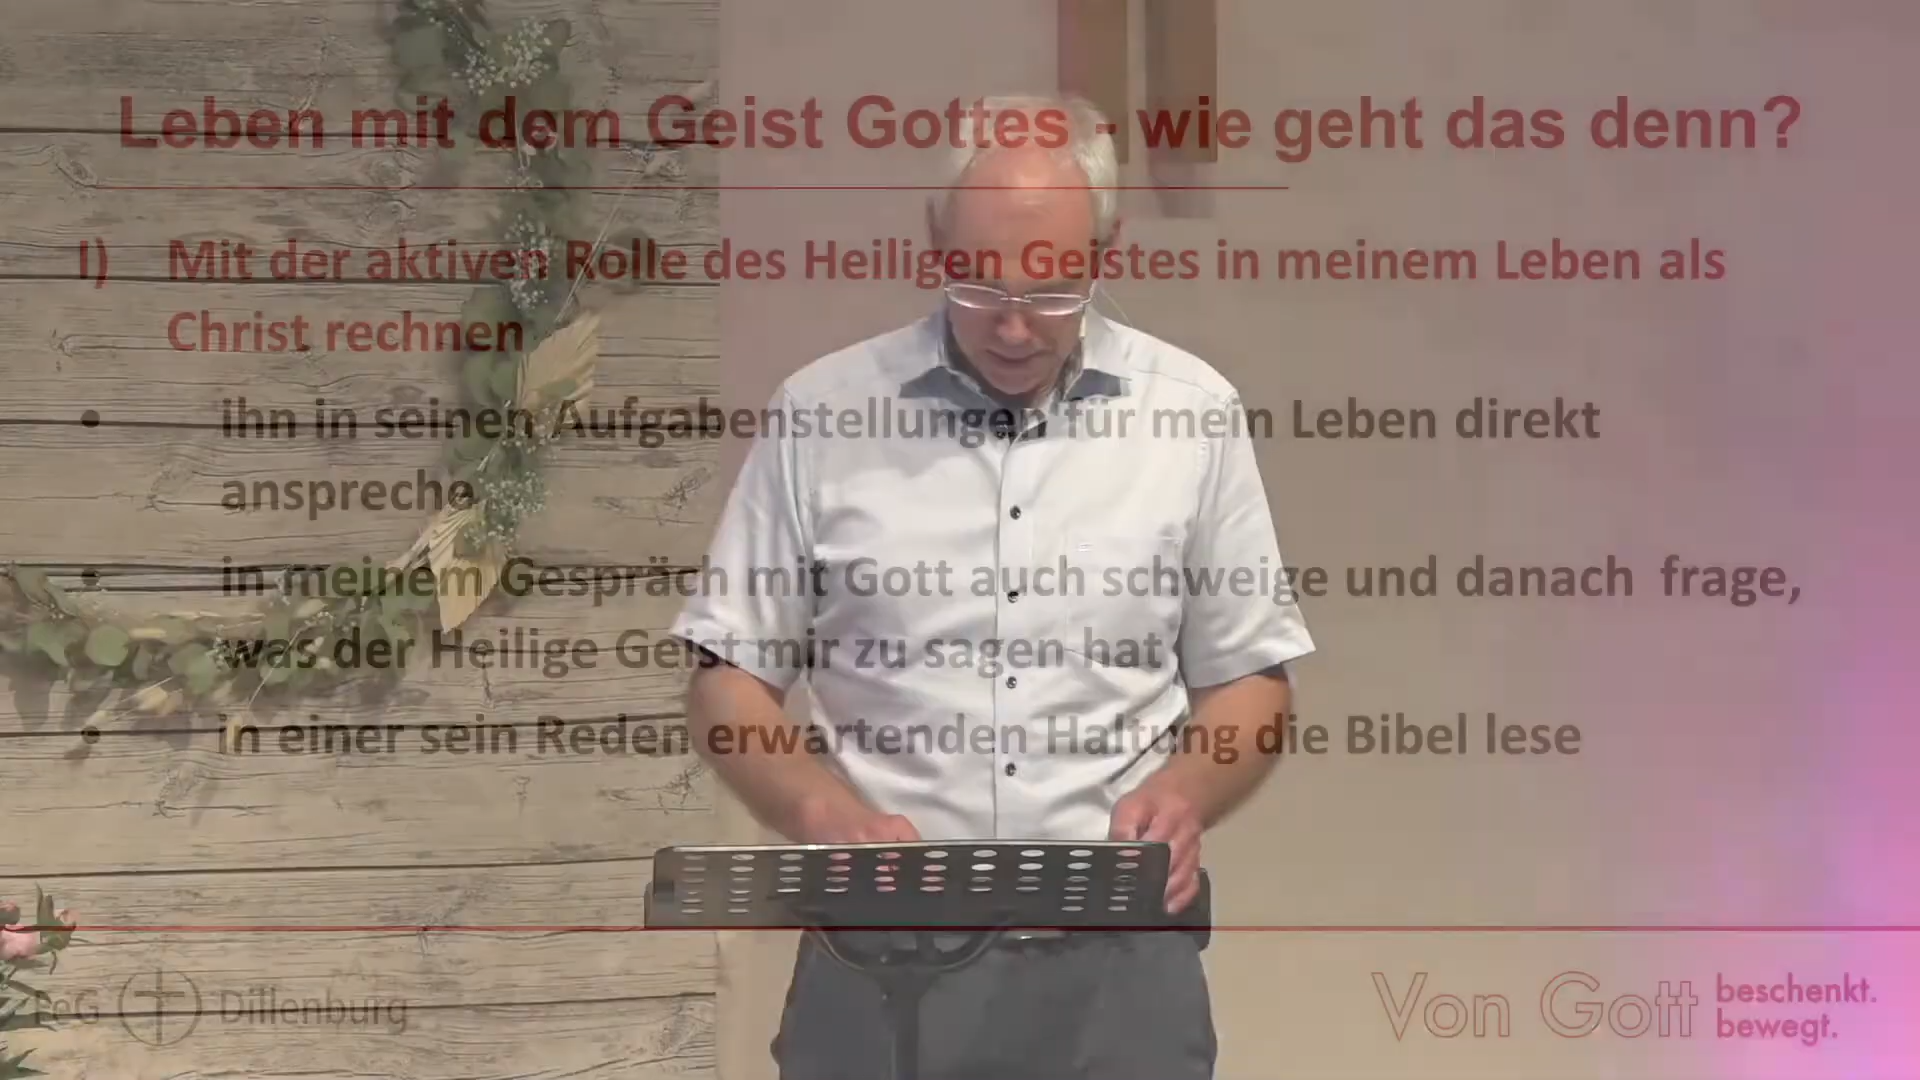 Leben mit dem Geist Gottes - wie geht das denn?
I) Mit der aktiven Rolle des Heiligen Geistes in meinem Leben als
Christ rechnen
• ihn in seinen Aufgabenstellungen für mein Leben direkt
anspreche
• in meinem Gespräch mit Gott auch schweige und danach frage,
was der Heilige Geist mir zu sagen hat
• in einer sein Reden erwartenden Haltung die Bibel lese
FeG Dillenburg
Von Gott beschenkt.
bewegt.